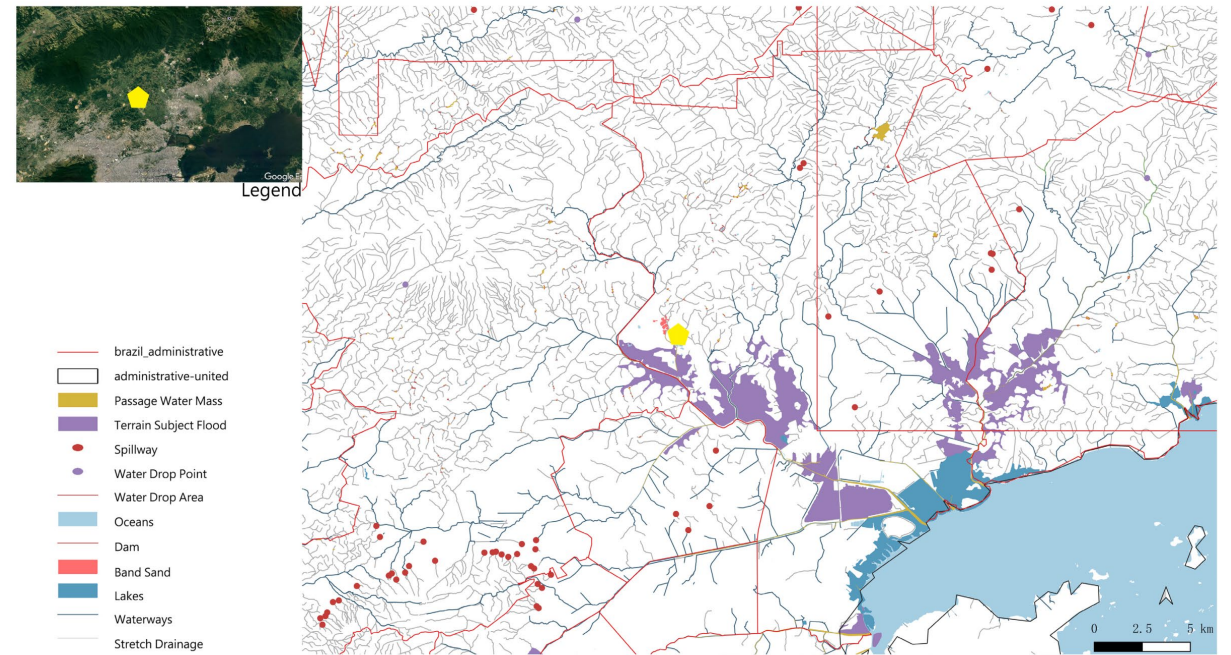 Google Ea
Legend
brazil_administrative
administrative-united
Passage Water Mass
Terrain Subject Flood
Spillway
Water Drop Point
Water Drop Area
Oceans
Dam
Band Sand
Lakes
Waterways
Stretch Drainage
0 2.5 5 km